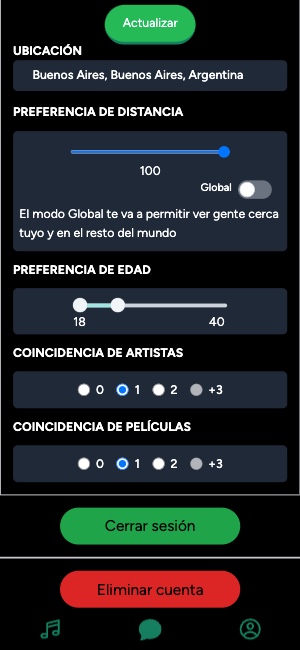 Actualizar
UBICACIÓN
Buenos Aires, Buenos Aires, Argentina
PREFERENCIA DE DISTANCIA
100
Global
El modo Global te va a permitir ver gente cerca
tuyo y en el resto del mundo
PREFERENCIA DE EDAD
18 40
COINCIDENCIA DE ARTISTAS
0 1 2 +3
COINCIDENCIA DE PELÍCULAS
0 1 2 +3
Cerrar sesión
Eliminar cuenta